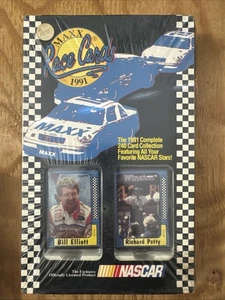 MAXX
Race Cards
1991
MAXX
The 1991 Complete
240 Card Collection
Featuring All Your
Favorite NASCAR Stars!
Winston
Bill Elliott
Richard Petty
The Exclusive
Officially Licensed Product
NASCAR